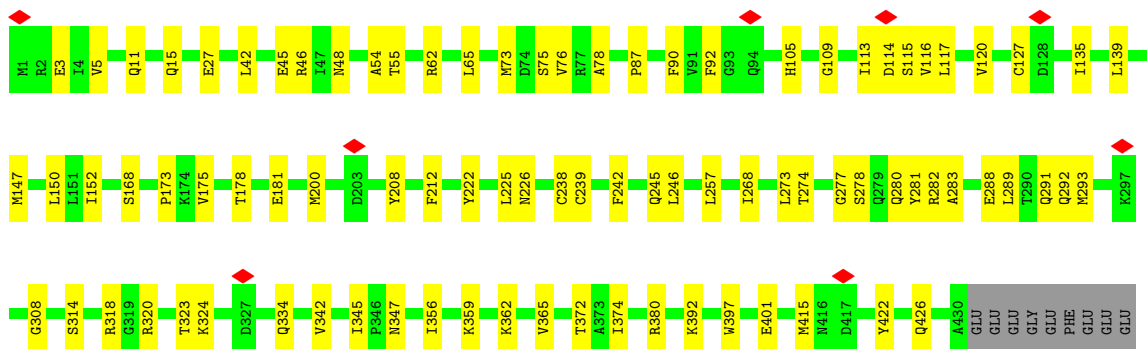 M1 R2 E3 I4 V5 Q11 Q15 E27 L42 E45 R46 I47 N48 A54 T55 R62 L65 M73 D74 S75 V76 R77 A78 P87 F90 V91 F92 G93 Q94 H105 G109 I113 D114 S115 V116 L117 V120 C127 D128 I135 L139
M147 L150 L151 I152 S168 P173 K174 V175 T178 E181 M200 D203 Y208 F212 Y222 L225 N226 C238 C239 F242 Q245 L246 L257 I268 L273 T274 G277 S278 Q279 Q280 Y281 R282 A283 E288 L289 T290 Q291 Q292 M293 K297
G308 S314 R318 G319 R320 T323 K324 D327 Q334 V342 I345 P346 N347 I356 K359 K362 V365 T372 A373 I374 R380 K392 W397 E401 M415 N416 D417 Y422 Q426 A430 GLU GLU GLU GLY GLU PHE GLU GLU GLU